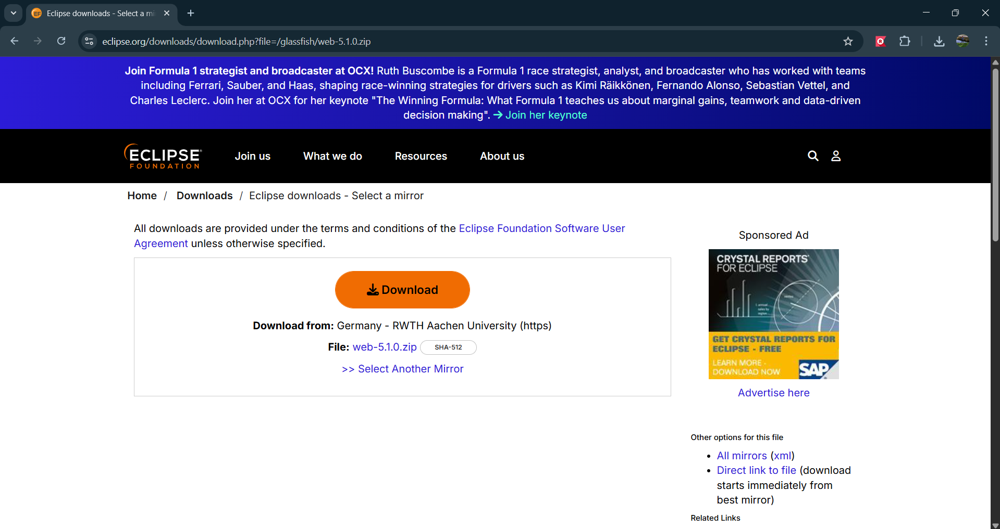 Eclipse downloads - Select a mi
eclipse.org/downloads/download.php?file=/glassfish/web-5.1.0.zip
Join Formula 1 strategist and broadcaster at OCX! Ruth Buscombe is a Formula 1 race strategist, analyst, and broadcaster who has worked with teams
including Ferrari, Sauber, and Haas, shaping race-winning strategies for drivers such as Kimi Räikkönen, Fernando Alonso, Sebastian Vettel, and
Charles Leclerc. Join her at OCX for her keynote "The Winning Formula: What Formula 1 teaches us about marginal gains, teamwork and data-driven
decision making". → Join her keynote
ECLIPSE®
FOUNDATION
Join us
What we do
Resources
About us
Home / Downloads / Eclipse downloads - Select a mirror
All downloads are provided under the terms and conditions of the Eclipse Foundation Software User
Agreement unless otherwise specified.
Download
Download from: Germany - RWTH Aachen University (https)
File: web-5.1.0.zip SHA-512
>> Select Another Mirror
Sponsored Ad
CRYSTAL REPORTS®
FOR ECLIPSE
GET CRYSTAL REPORTS FOR
ECLIPSE - FREE
LEARN MORE -
DOWNLOAD NOW
SAP
Advertise here
Other options for this file
• All mirrors (xml)
• Direct link to file (download
starts immediately from
best mirror)
Related Links